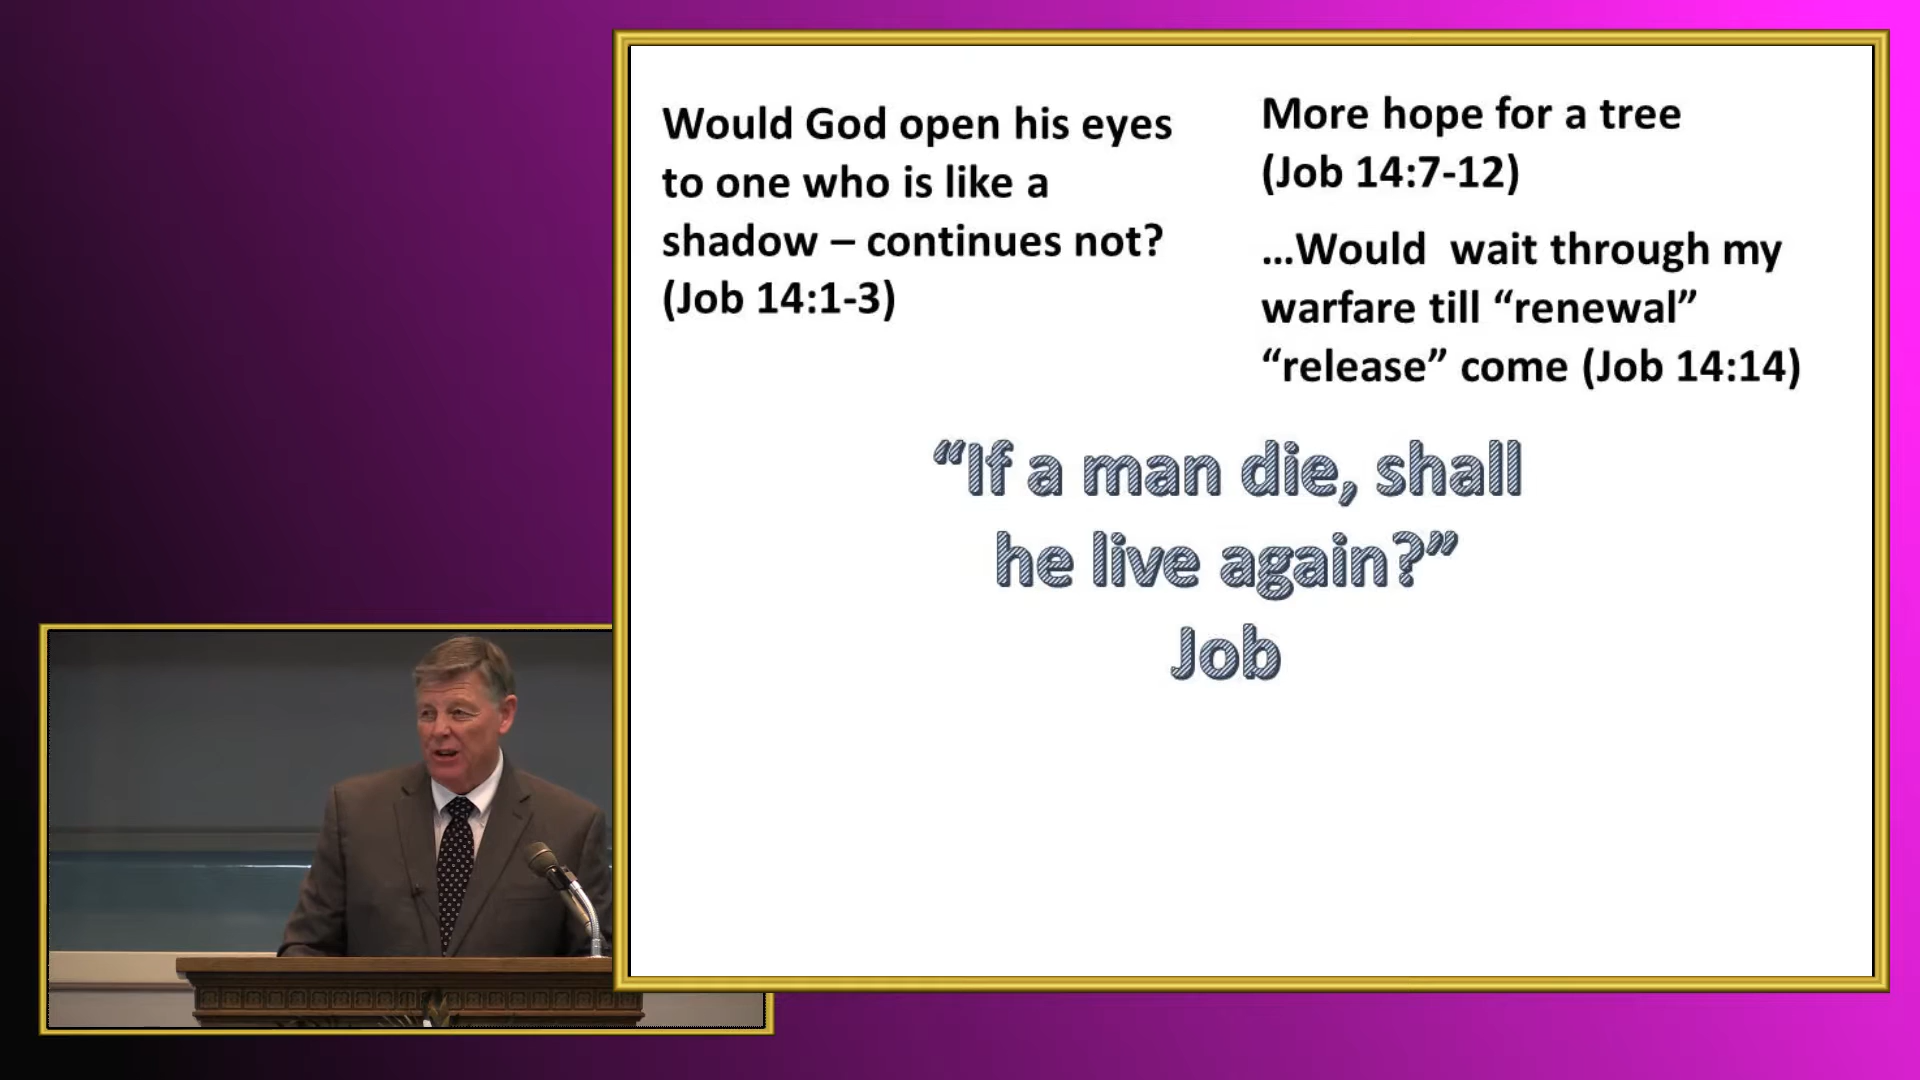 Would God open his eyes
to one who is like a
shadow – continues not?
(Job 14:1-3)
More hope for a tree
(Job 14:7-12)
...Would  wait through my
warfare till “renewal”
“release” come (Job 14:14)
“If a man die, shall
he live again?”
Job